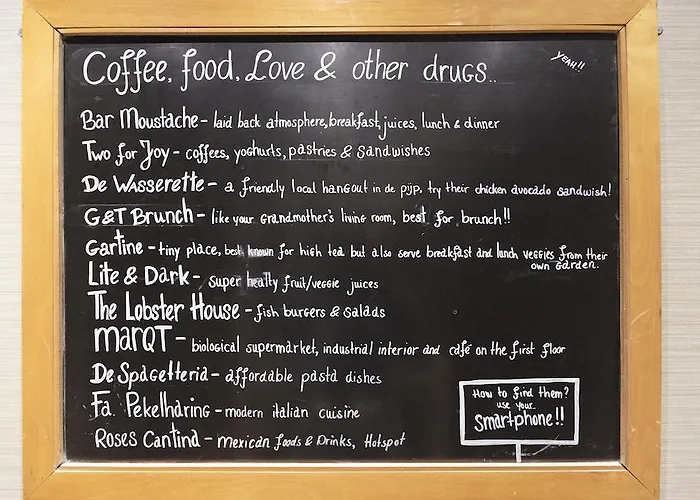 Coffee, food, Love & other drugs..
YEAH!!
Bar Moustache - laid back atmosphere, breakfast, juices, lunch & dinner
Two for Joy - coffees, yoghurts, pastries & sandwishes
De Wasserette - a friendly local hangout in de pijp, try their chicken avocado sandwish!
G&T Brunch - like your Grandmother's living room, best for brunch!!
Gartine - tiny place, best known for high tea but also serve breakfast and lunch veggies from their
own garden.
Lite & Dark - super healty fruit/veggie juices
The Lobster House - fish burgers & salads
MARQT - biological supermarket, industrial interior and café on the first floor
De Spagetteria - affordable pasta dishes
Fa. Pekelharing - modern italian cuisine
Roses Cantina - mexican foods & Drinks, Hotspot
How to find them?
use your..
Smartphone!!